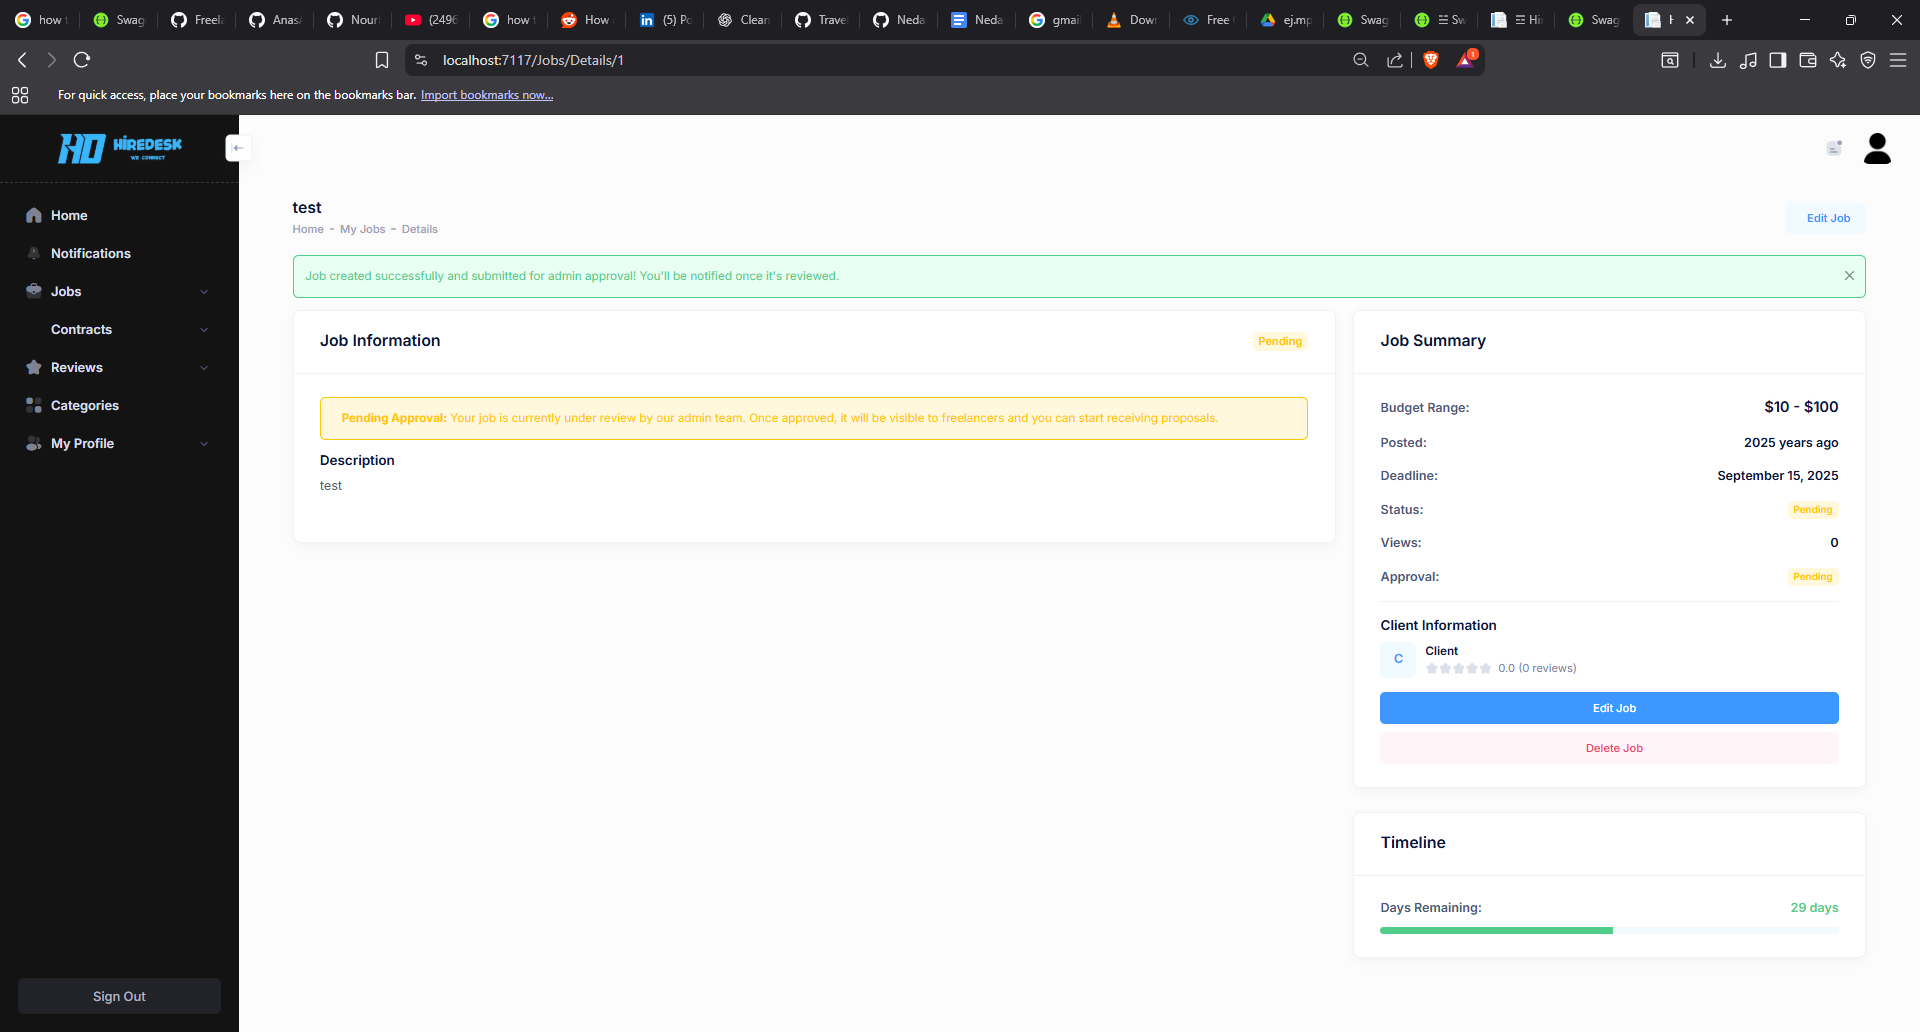 how t
Swag
Freela
Anas
Nouri
(2496
how t
How
(5) Po
Clean
Trave
Neda
Neda
gmai
Dow
Free
ej.mp
Swag
Sw
Hi
Swag
localhost:7117/Jobs/Details/1
1
For quick access, place your bookmarks here on the bookmarks bar. Import bookmarks now...
HD HIREDESK
WE CONNECT
Home
Notifications
Jobs
Contracts
Reviews
Categories
My Profile
Sign Out
test
Home - My Jobs - Details
Edit Job
Job created successfully and submitted for admin approval! You'll be notified once it's reviewed.
Job Information
Pending
Pending Approval: Your job is currently under review by our admin team. Once approved, it will be visible to freelancers and you can start receiving proposals.
Description
test
Job Summary
Budget Range: $10 - $100
Posted: 2025 years ago
Deadline: September 15, 2025
Status: Pending
Views: 0
Approval: Pending
Client Information
C
Client
0.0 (0 reviews)
Edit Job
Delete Job
Timeline
Days Remaining: 29 days